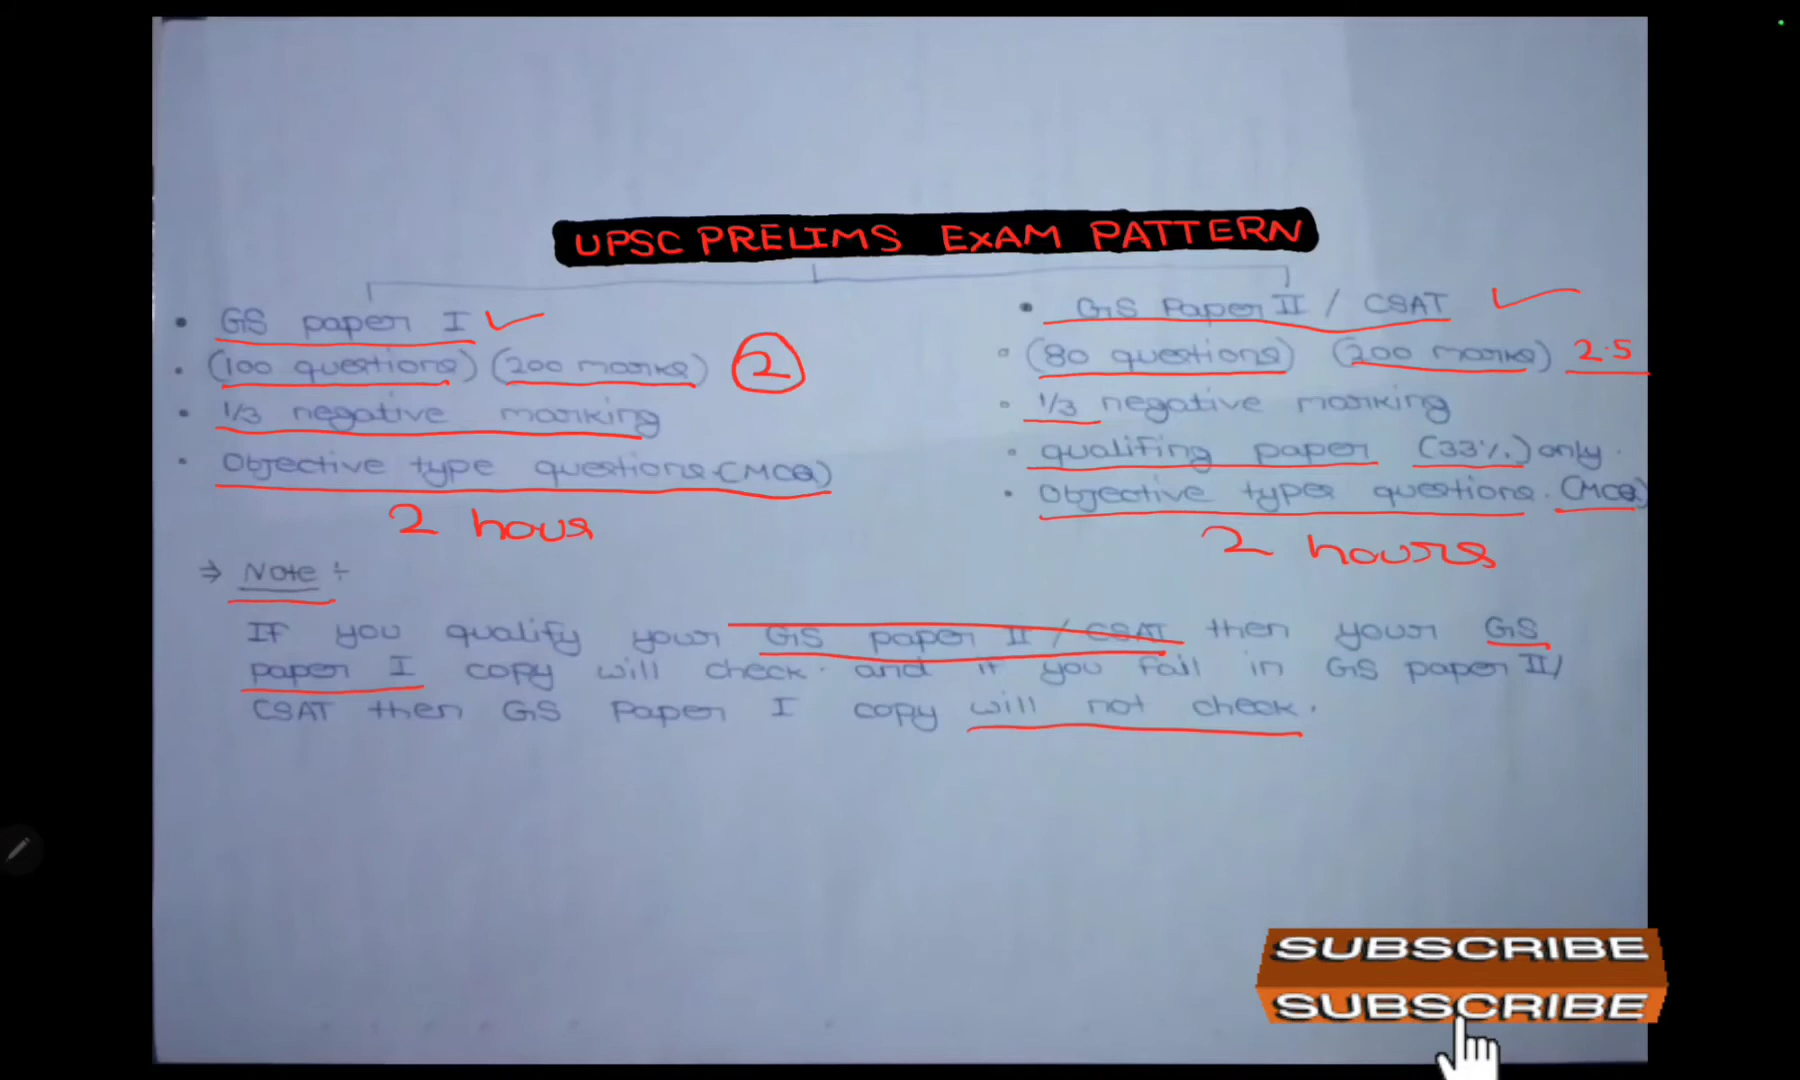 UPSC PRELIMS EXAM PATTERN
• GS paper I
• (100 questions) (200 marks) 2
• 1/3 negative marking
• Objective type questions (MCQ)
2 hour
• GS Paper II / CSAT
• (80 questions) (200 marks) 2.5
• 1/3 negative marking
• qualifing paper (33%) only.
• Objective types questions. (MCQ)
2 hours
⇒ Note :-
If you qualify your GS paper II / CSAT then your GS
paper I copy will check. and if you fail in GS paper II/
CSAT then GS Paper I copy will not check.
SUBSCRIBE
SUBSCRIBE